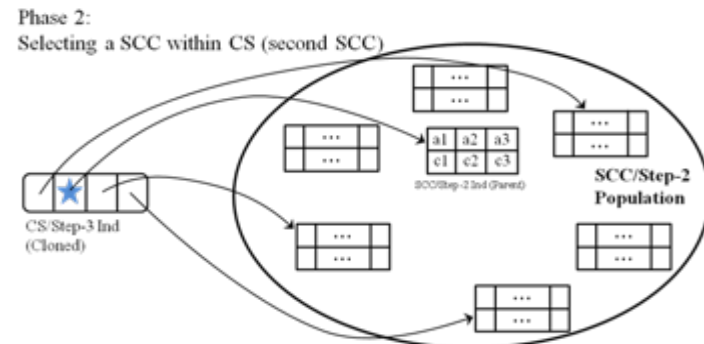 Phase 2:
Selecting a SCC within CS (second SCC)
...
...
...
...
...
...
a1 a2 a3
c1 c2 c3
SCC/Step-2 Ind (Parent)
SCC/Step-2
Population
CS/Step-3 Ind
(Cloned)
...
...
...
...
...
...